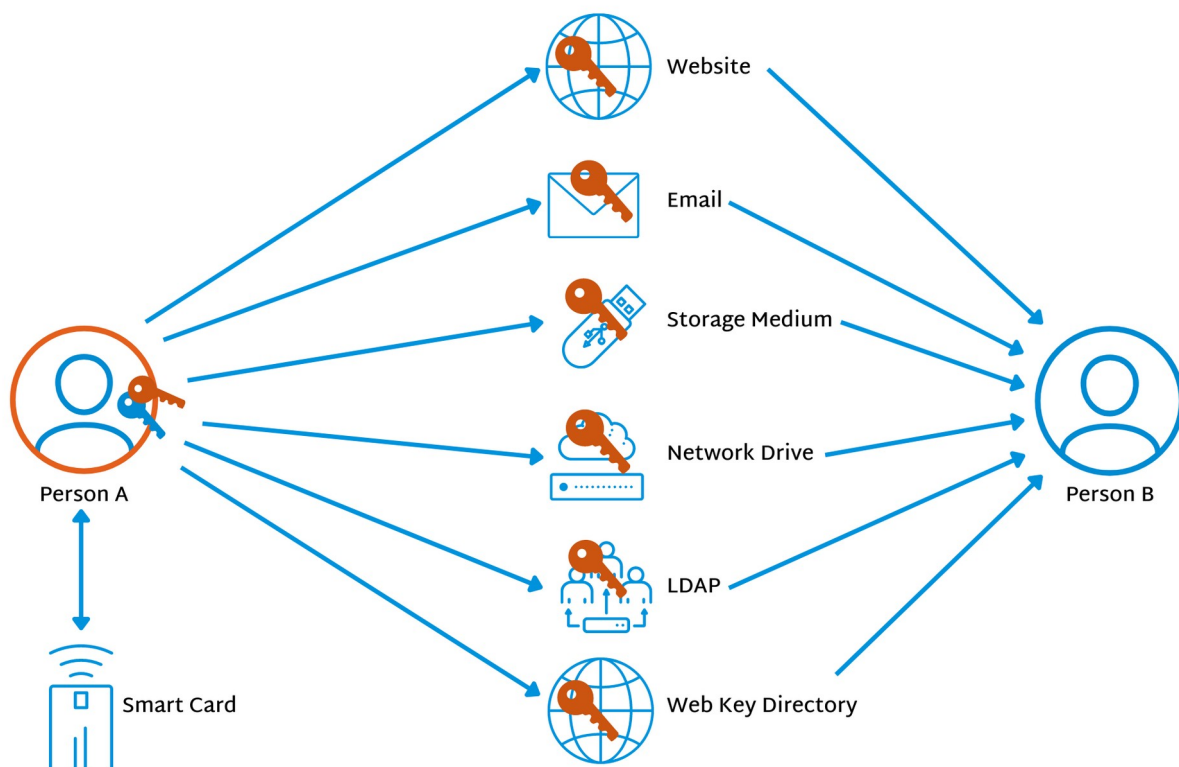 Website
Email
Storage Medium
Network Drive
Person A
Person B
LDAP
Smart Card
Web Key Directory